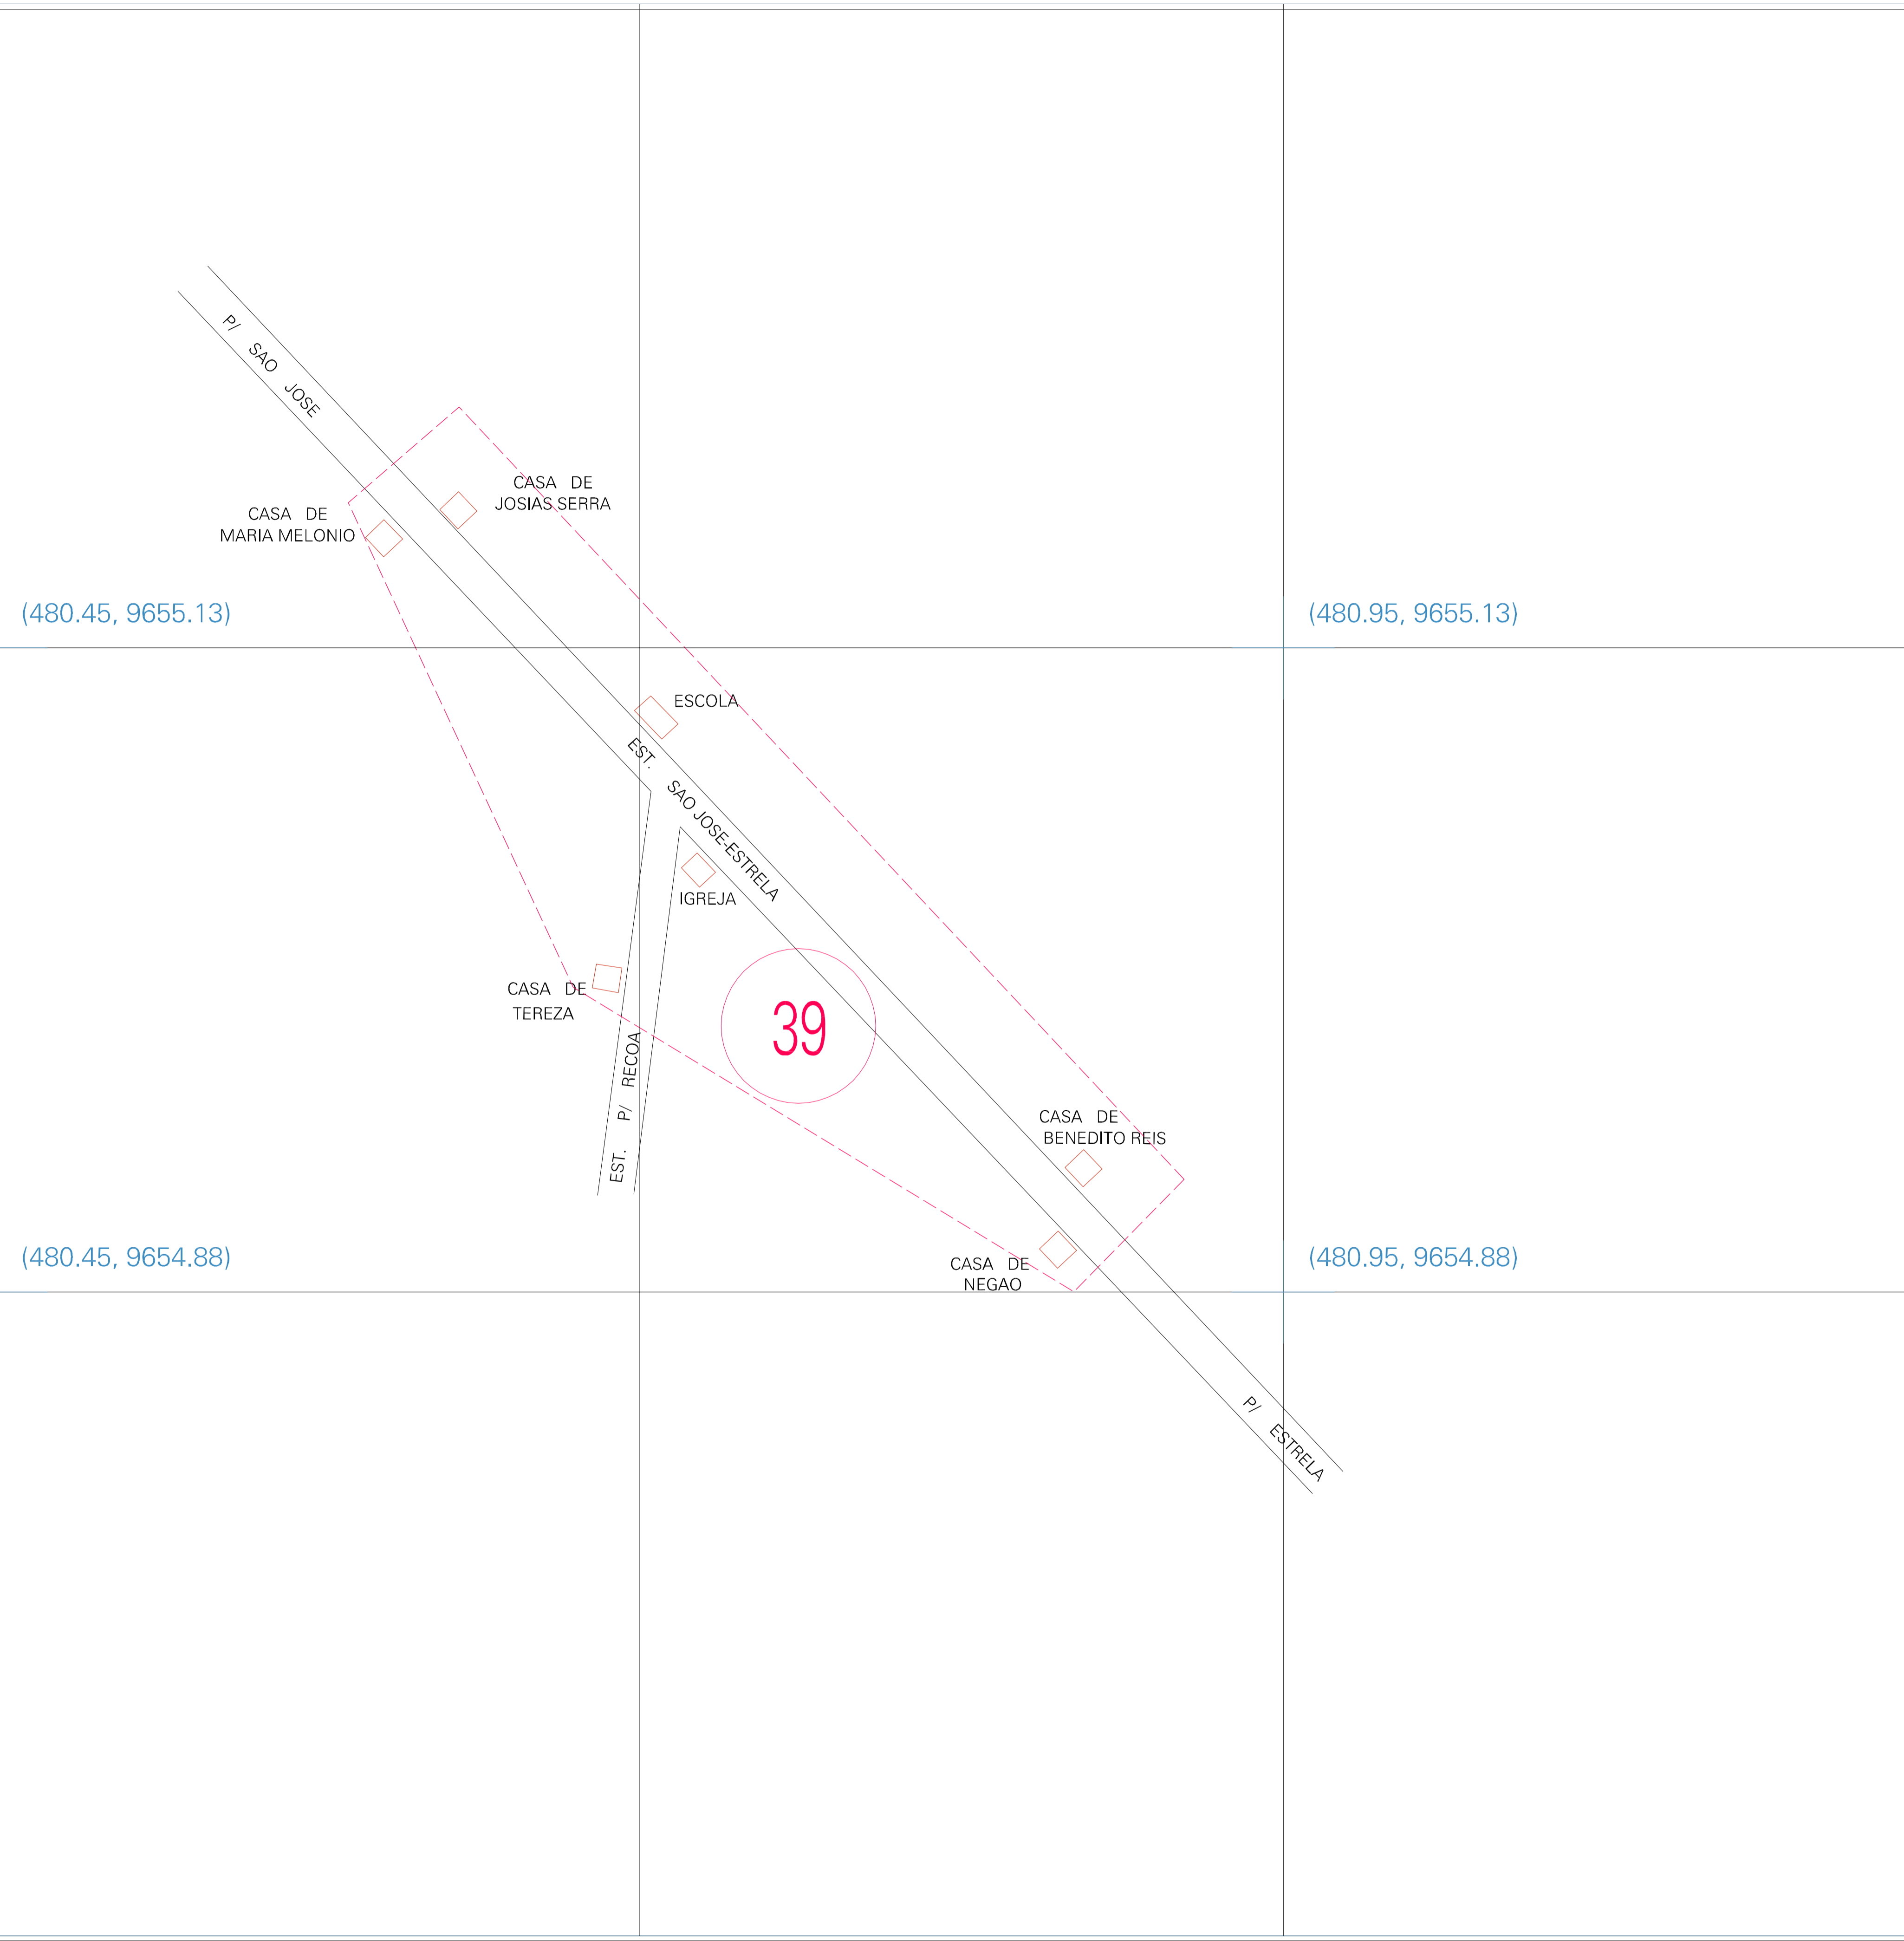 P/ SAO JOSE
CASA DE
JOSIAS SERRA
CASA DE
MARIA MELONIO
(480.45, 9655.13)
(480.95, 9655.13)
ESCOLA
EST. SAO JOSE-ESTRELA
IGREJA
CASA DE
TEREZA
39
EST. P/ RECOA
CASA DE
BENEDITO REIS
(480.45, 9654.88)
(480.95, 9654.88)
CASA DE
NEGAO
P/ ESTRELA